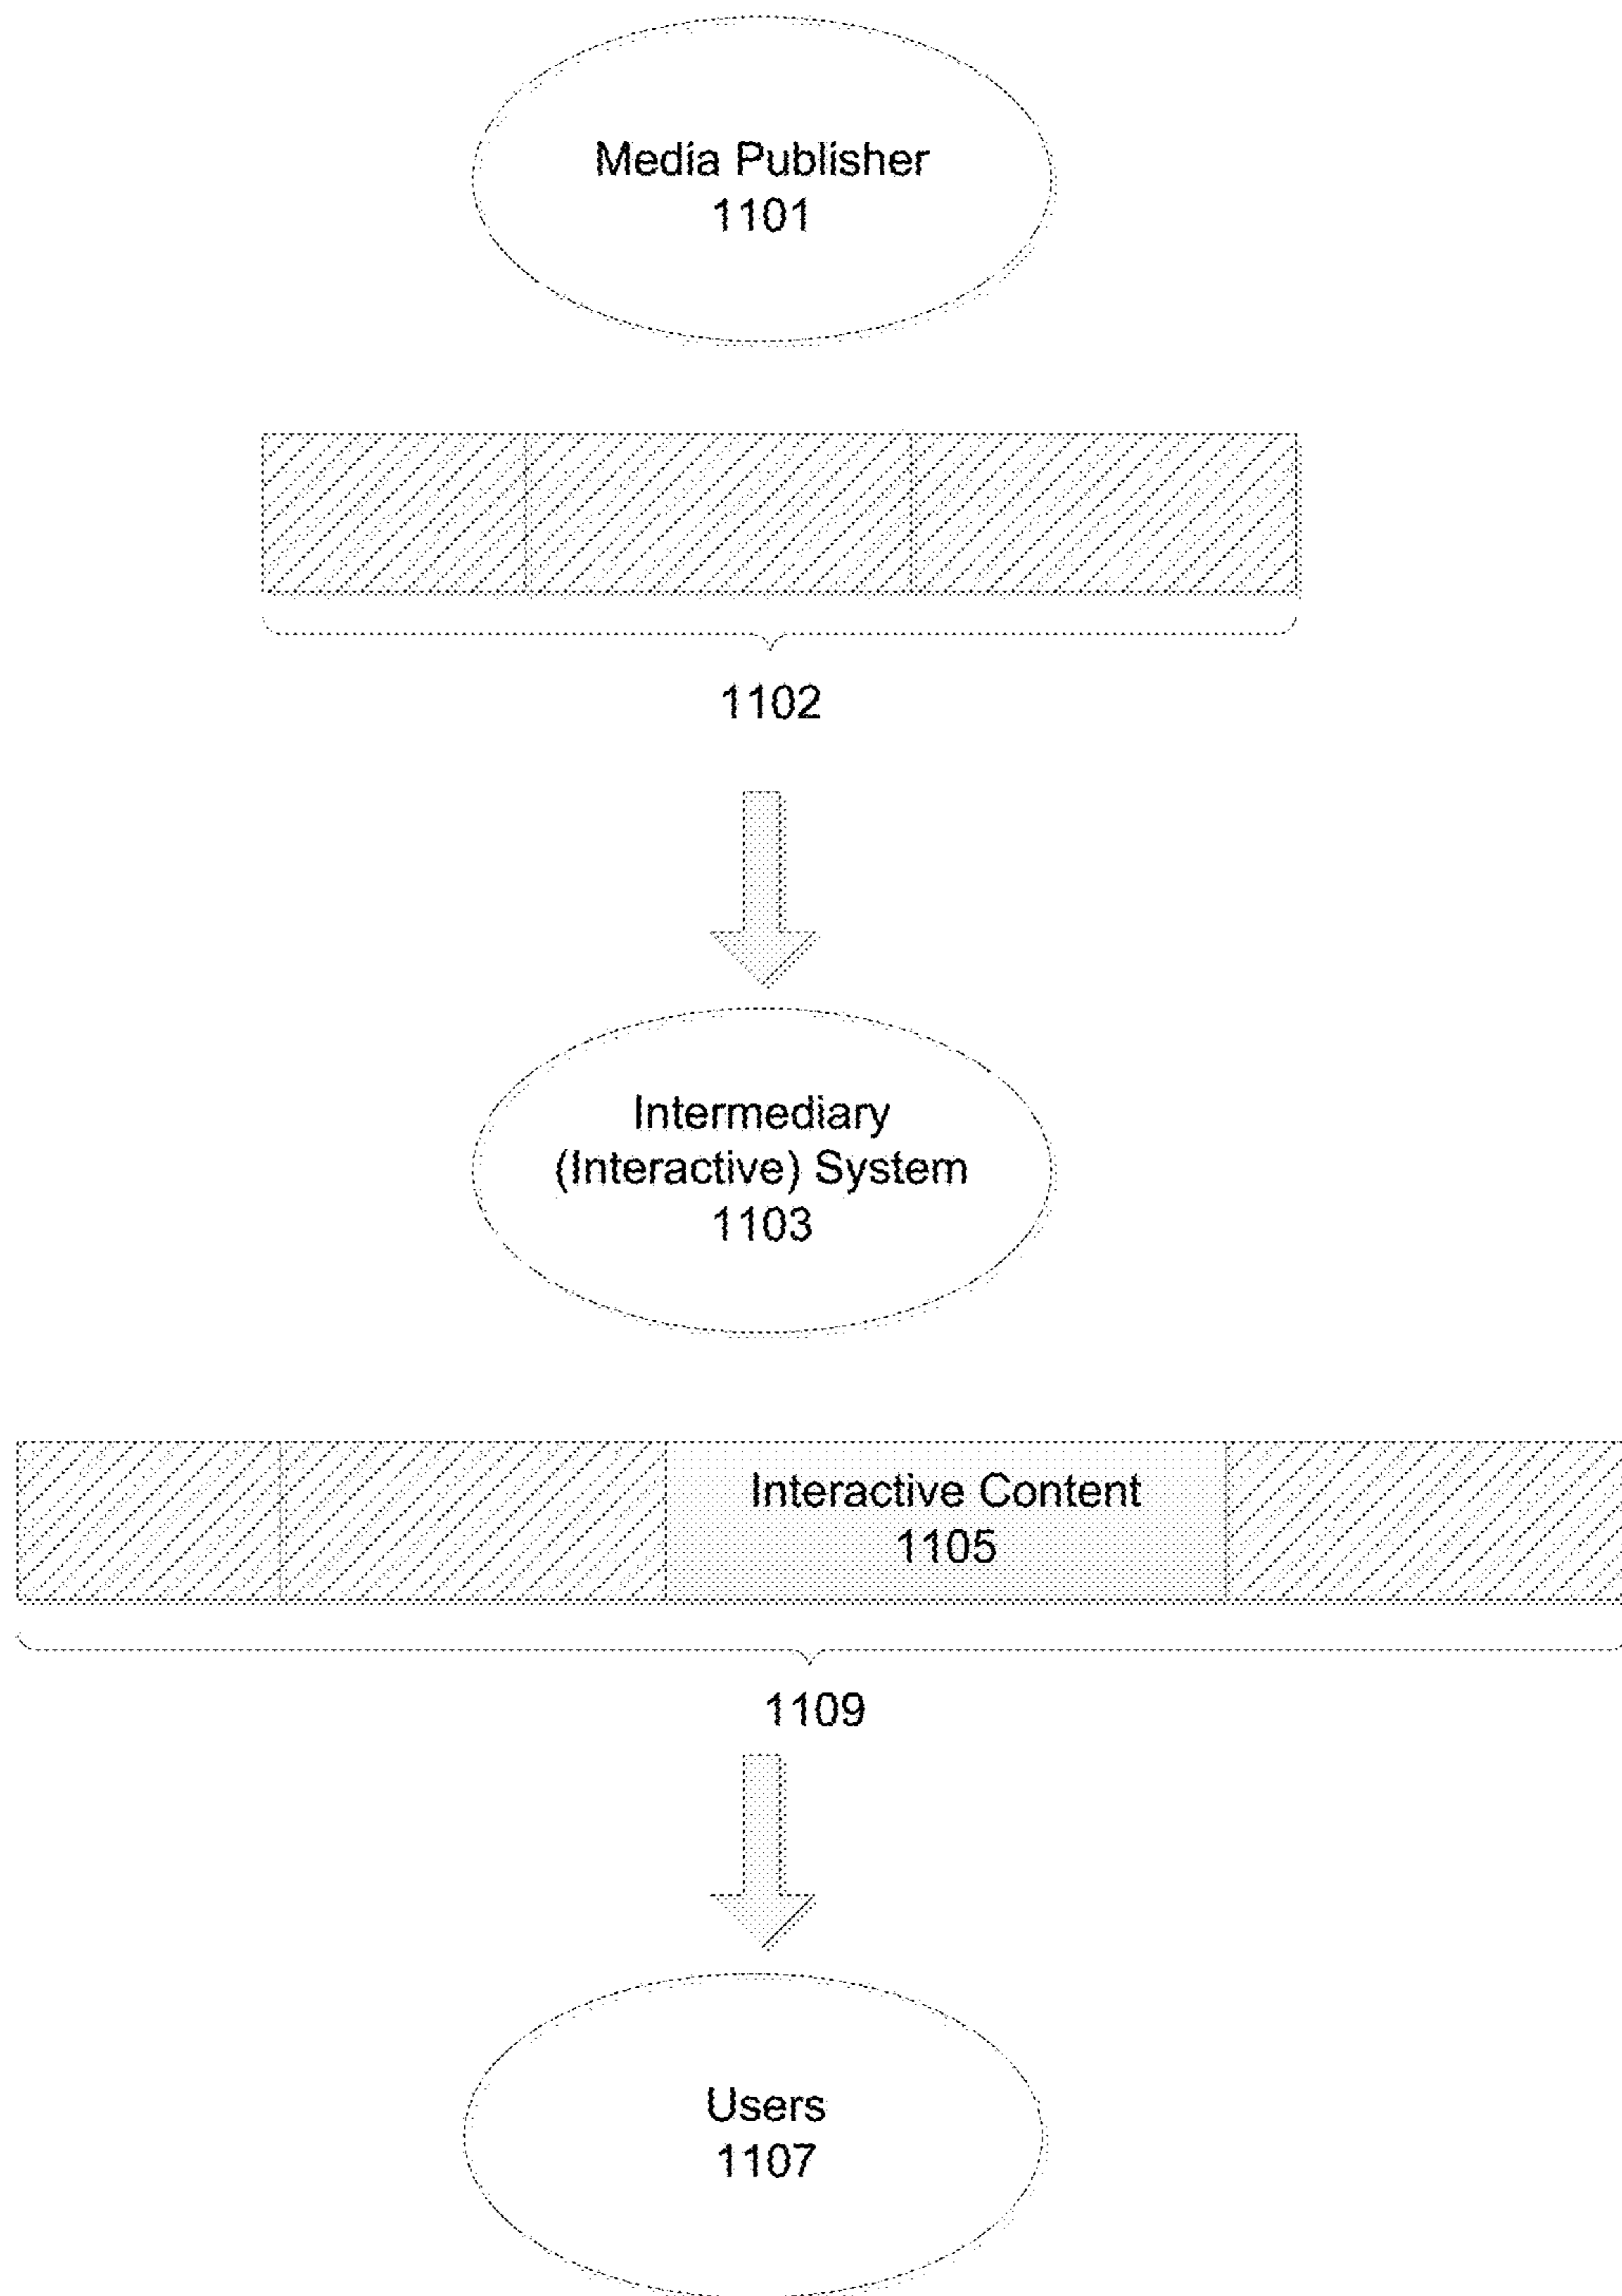 Media Publisher
1101
1102
Intermediary
(Interactive) System
1103
Interactive Content
1105
1109
Users
1107